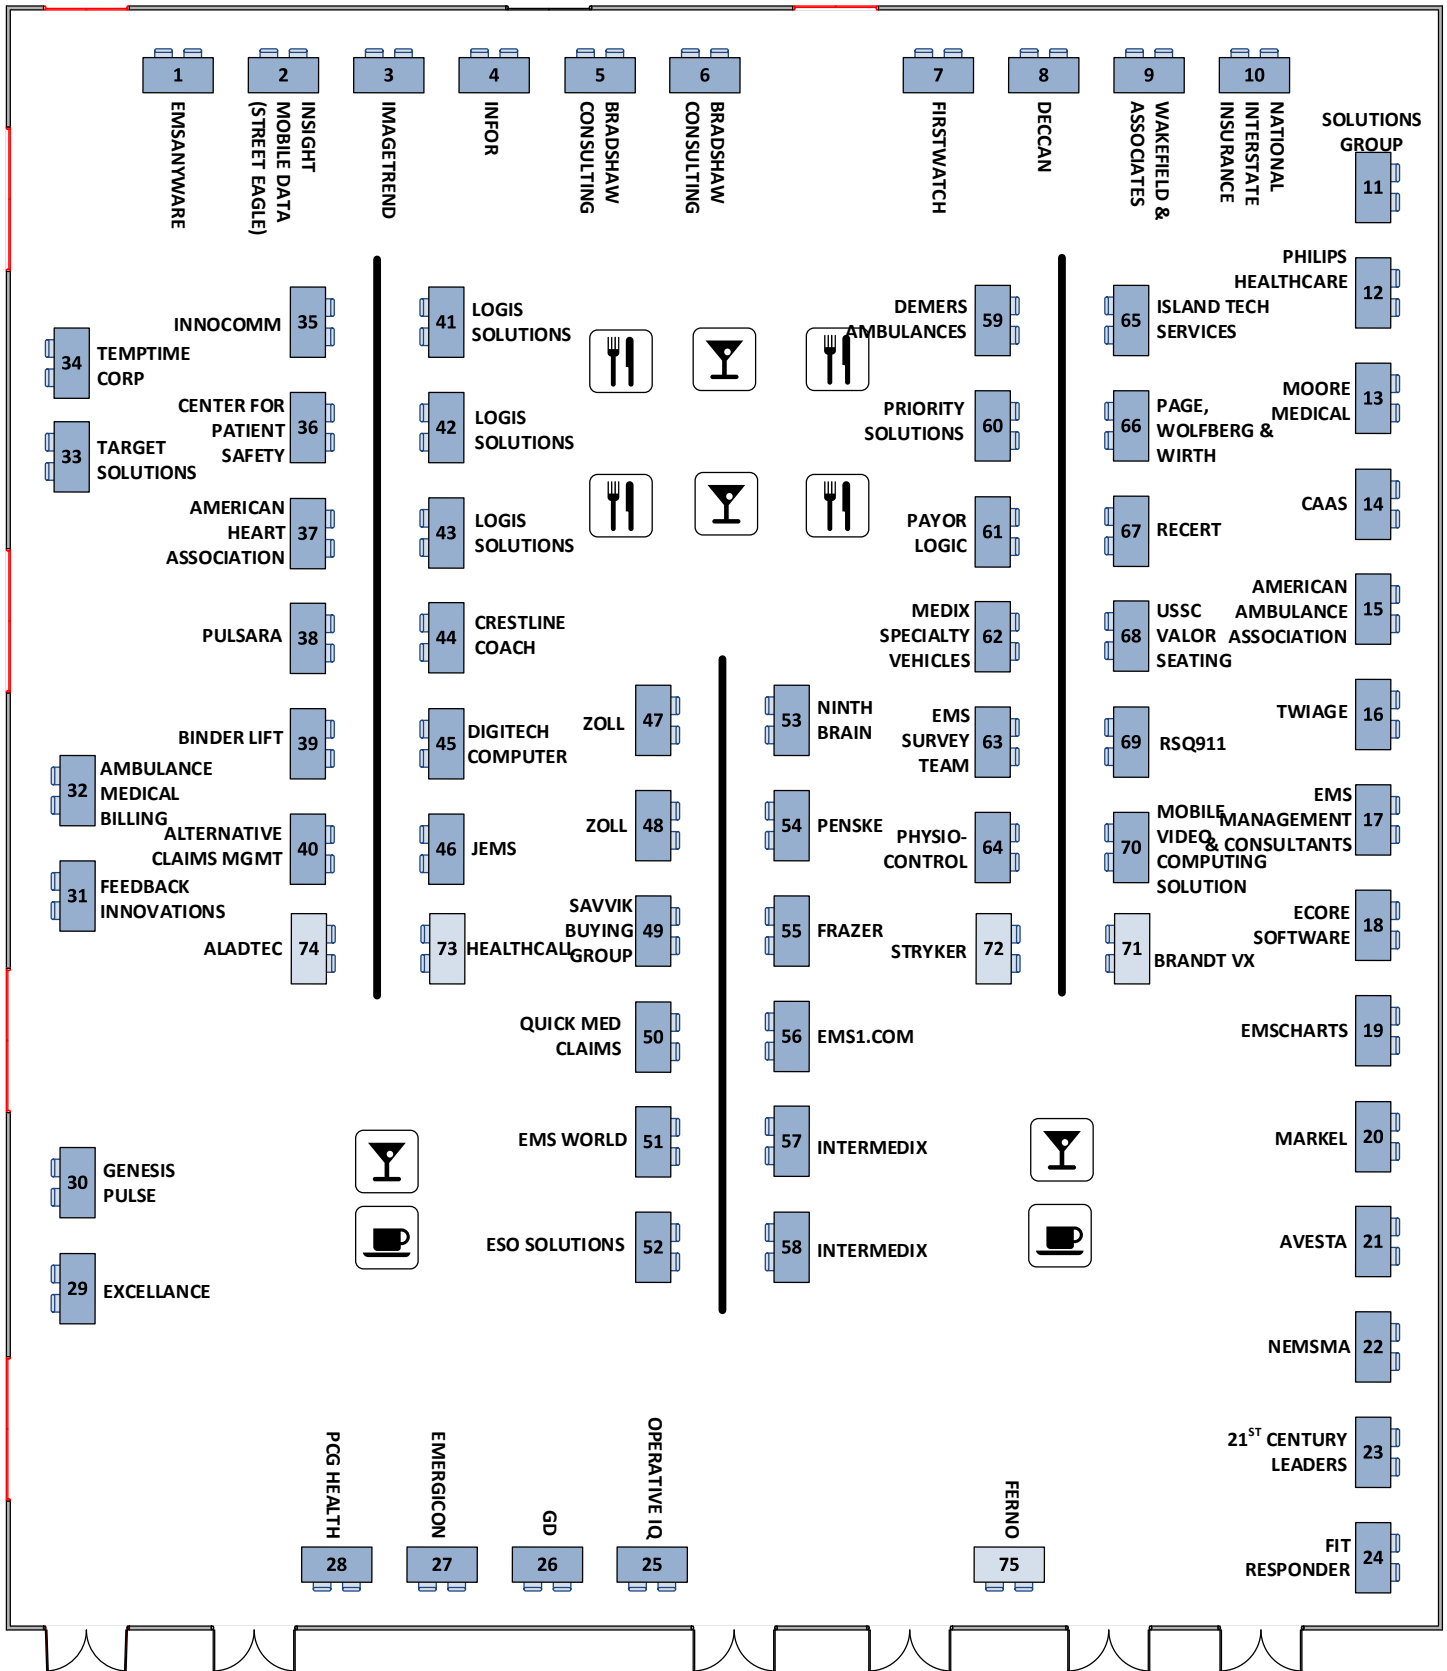 1
2
3
4
5
6
7
8
9
10
EMSANYWARE
INSIGHT
MOBILE DATA
(STREET EAGLE)
IMAGETREND
INFOR
BRADSHAW
CONSULTING
BRADSHAW
CONSULTING
FIRSTWATCH
DECCAN
WAKEFIELD &
ASSOCIATES
NATIONAL
INTERSTATE
INSURANCE
SOLUTIONS
GROUP
11
PHILIPS
HEALTHCARE
12
MOORE
MEDICAL
13
CAAS
14
AMERICAN
AMBULANCE
ASSOCIATION
15
TWIAGE
16
EMS
MANAGEMENT
& CONSULTANTS
17
ECORE
SOFTWARE
18
EMSCHARTS
19
MARKEL
20
AVESTA
21
NEMSMA
22
21ST CENTURY
LEADERS
23
FIT
RESPONDER
24
34
TEMPTIME
CORP
33
TARGET
SOLUTIONS
32
AMBULANCE
MEDICAL
BILLING
31
FEEDBACK
INNOVATIONS
30
GENESIS
PULSE
29
EXCELLANCE
INNOCOMM
35
CENTER FOR
PATIENT
SAFETY
36
AMERICAN
HEART
ASSOCIATION
37
PULSARA
38
BINDER LIFT
39
ALTERNATIVE
CLAIMS MGMT
40
ALADTEC
74
41
LOGIS
SOLUTIONS
42
LOGIS
SOLUTIONS
43
LOGIS
SOLUTIONS
44
CRESTLINE
COACH
45
DIGITECH
COMPUTER
46
JEMS
73
HEALTHCALL
ZOLL
47
ZOLL
48
SAVVIK
BUYING
GROUP
49
QUICK MED
CLAIMS
50
EMS WORLD
51
ESO SOLUTIONS
52
53
NINTH
BRAIN
54
PENSKE
55
FRAZER
56
EMS1.COM
57
INTERMEDIX
58
INTERMEDIX
DEMERS
AMBULANCES
59
PRIORITY
SOLUTIONS
60
PAYOR
LOGIC
61
MEDIX
SPECIALTY
VEHICLES
62
EMS
SURVEY
TEAM
63
PHYSIO-
CONTROL
64
STRYKER
72
65
ISLAND TECH
SERVICES
66
PAGE,
WOLFBERG &
WIRTH
67
RECERT
68
USSC
VALOR
SEATING
69
RSQ911
70
MOBILE
VIDEO
COMPUTING
SOLUTION
71
BRANDT VX
PCG HEALTH
EMERGICON
GD
OPERATIVE IQ
FERNO
28
27
26
25
75